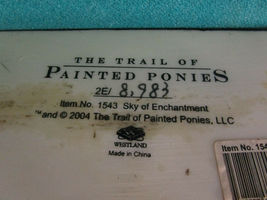 THE TRAIL OF
PAINTED PONIES
2E/ 8,983
Item No. 1543 Sky of Enchantment
™and © 2004 The Trail of Painted Ponies, LLC
WESTLAND
Made in China
Item No. 154